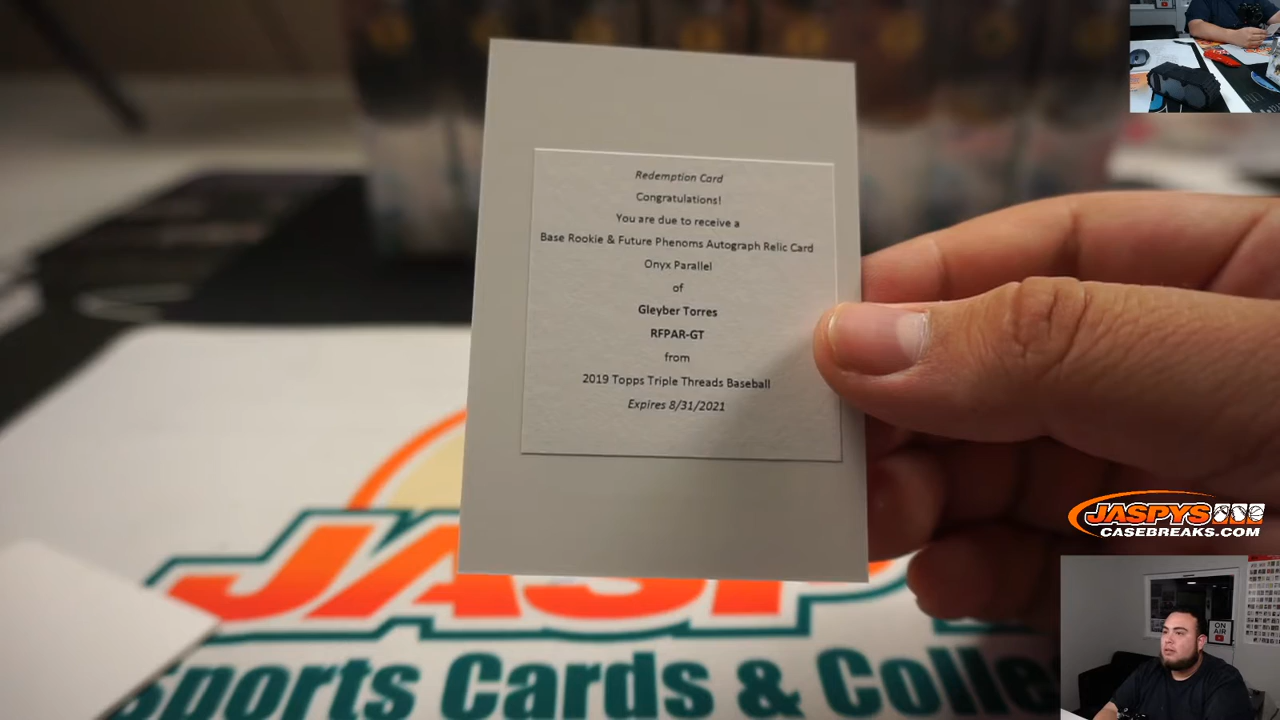 Redemption Card
Congratulations!
You are due to receive a
Base Rookie & Future Phenoms Autograph Relic Card
Onyx Parallel
of
Gleyber Torres
RFPAR-GT
from
2019 Topps Triple Threads Baseball
Expires 8/31/2021
JASPYS
CASEBREAKS.COM
JASP
Sports Cards & Colle
ON
AIR